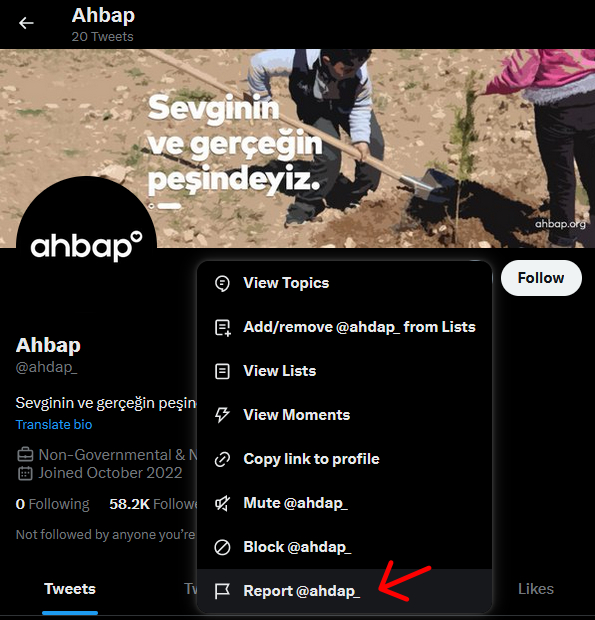 Ahbap
20 Tweets
Sevginin
ve gerçeğin
peşindeyiz.
ahbap.org
ahbap
Follow
View Topics
Add/remove @ahdap_ from Lists
View Lists
View Moments
Copy link to profile
Mute @ahdap_
Block @ahdap_
Report @ahdap_
Ahbap
@ahdap_
Sevginin ve gerçeğin peşin
Translate bio
Non-Governmental & N
Joined October 2022
0 Following 58.2K Followe
Not followed by anyone you're
Tweets Tw Likes